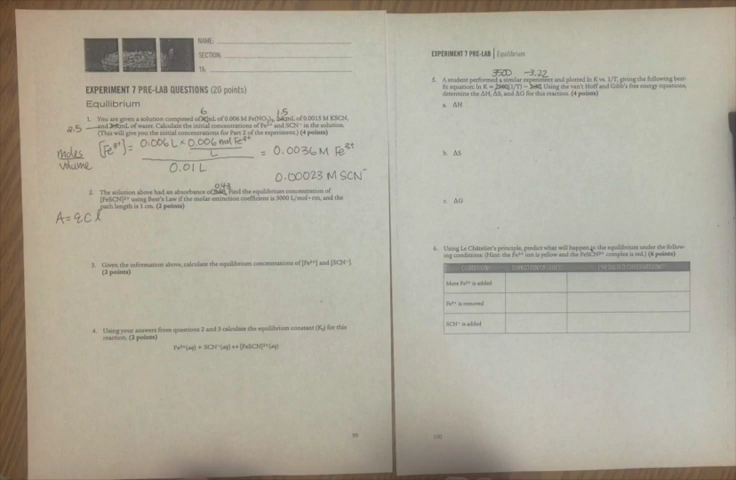 NAME:
SECTION:
TA:
EXPERIMENT 7 PRE-LAB QUESTIONS (20 points)
Equilibrium
6 1.5
1. You are given a solution composed of mL of 0.006 M Fe(NO₃)₃, mL of 0.0015 M KSCN,
2.5 and mL of water. Calculate the initial concentrations of Fe³⁺ and SCN⁻ in the solution.
(This will give you the initial concentrations for Part 2 of the experiment.) (4 points)
moles
volume
[Fe³⁺] = 0.006 L × 0.006 mol Fe³⁺ / L
0.01 L
= 0.0036 M Fe³⁺
0.00023 M SCN⁻
0.43
2. The solution above had an absorbance of Find the equilibrium concentration of
[FeSCN]²⁺ using Beer's Law if the molar extinction coefficient is 3000 L/mol•cm, and the
path length is 1 cm. (2 points)
A = εCl
3. Given the information above, calculate the equilibrium concentrations of [Fe³⁺] and [SCN⁻].
(2 points)
4. Using your answers from questions 2 and 3 calculate the equilibrium constant (K) for this
reaction. (2 points)
Fe³⁺(aq) + SCN⁻(aq) ↔ [FeSCN]²⁺(aq)
99
EXPERIMENT 7 PRE-LAB | Equilibrium
3500 -3.22
5. A student performed a similar experiment and plotted ln K vs. 1/T, giving the following best-
fit equation: ln K = (1/T) Using the van't Hoff and Gibb's free energy equations,
determine the ΔH, ΔS, and ΔG for this reaction. (4 points)
a. ΔH
b. ΔS
c. ΔG
6. Using Le Châtelier's principle, predict what will happen to the equilibrium under the follow-
ing conditions: (Hint: the Fe³⁺ ion is yellow and the FeSCN²⁺ complex is red.) (6 points)
CONDITION DIRECTION OF SHIFT PREDICTED OBSERVATIONS
More Fe³⁺ is added
Fe³⁺ is removed
SCN⁻ is added
100